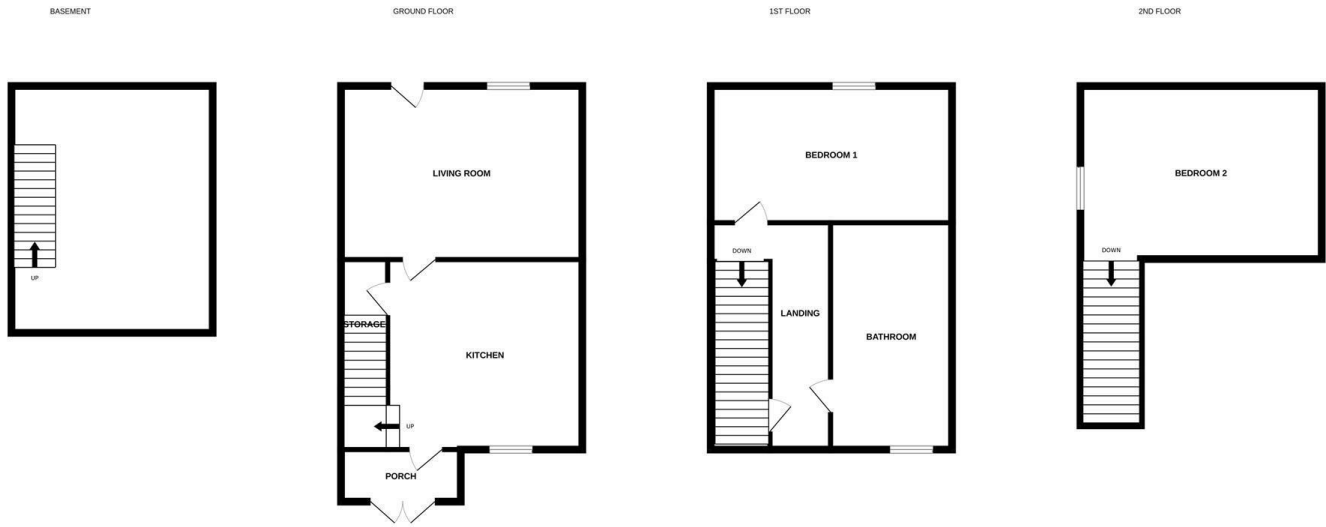 BASEMENT
UP
GROUND FLOOR
LIVING ROOM
STORAGE
KITCHEN
UP
PORCH
1ST FLOOR
BEDROOM 1
DOWN
LANDING
BATHROOM
2ND FLOOR
BEDROOM 2
DOWN